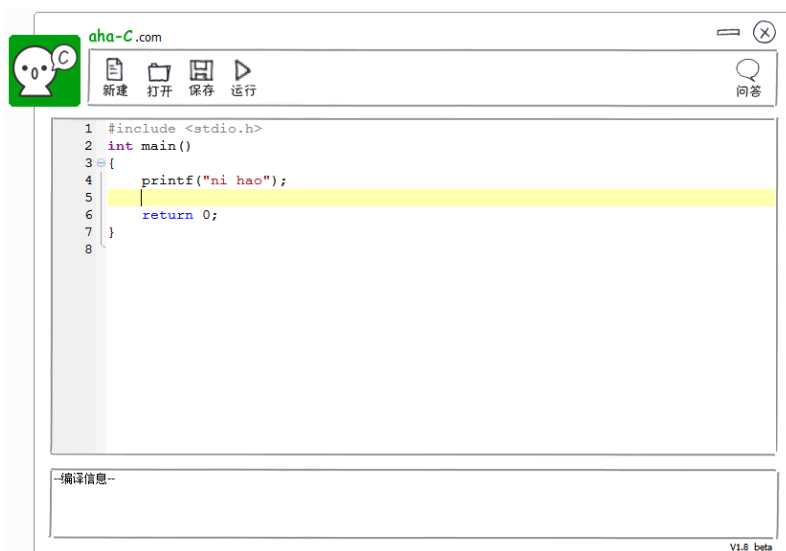 aha-C.com
C
新建 打开 保存 运行 问答
1 #include <stdio.h>
2 int main()
3 {
4     printf("ni hao");
5
6     return 0;
7 }
8
--编译信息--
V1.8 beta